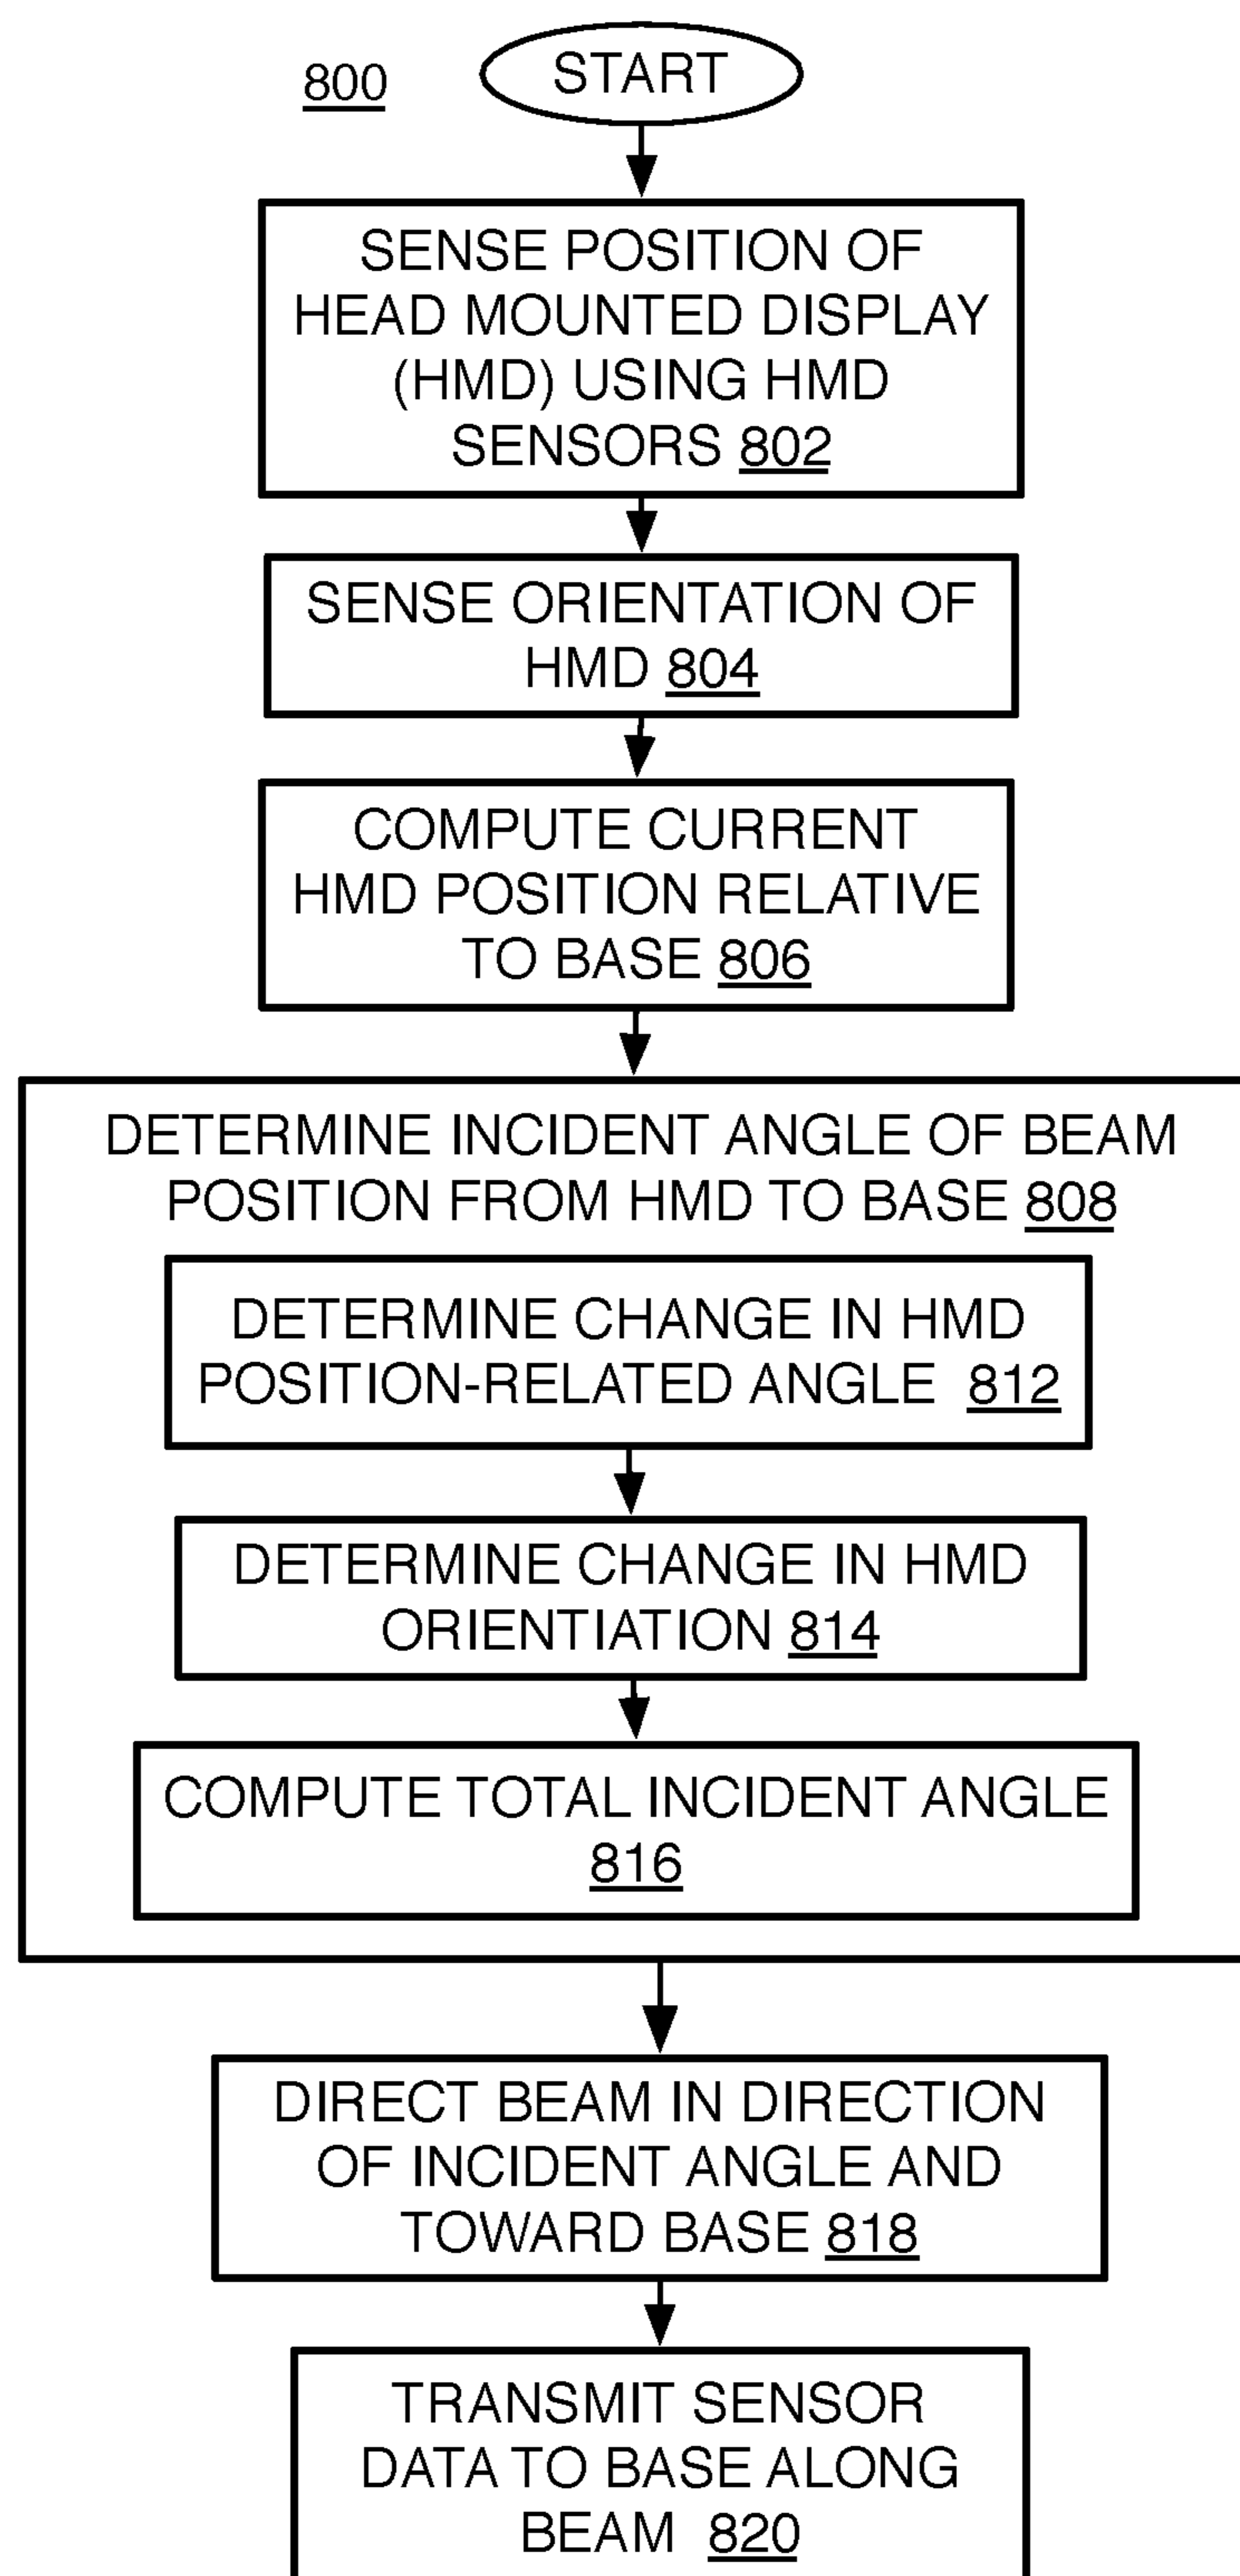 800
START
SENSE POSITION OF
HEAD MOUNTED DISPLAY
(HMD) USING HMD
SENSORS 802
SENSE ORIENTATION OF
HMD 804
COMPUTE CURRENT
HMD POSITION RELATIVE
TO BASE 806
DETERMINE INCIDENT ANGLE OF BEAM
POSITION FROM HMD TO BASE 808
DETERMINE CHANGE IN HMD
POSITION-RELATED ANGLE 812
DETERMINE CHANGE IN HMD
ORIENTIATION 814
COMPUTE TOTAL INCIDENT ANGLE
816
DIRECT BEAM IN DIRECTION
OF INCIDENT ANGLE AND
TOWARD BASE 818
TRANSMIT SENSOR
DATA TO BASE ALONG
BEAM 820